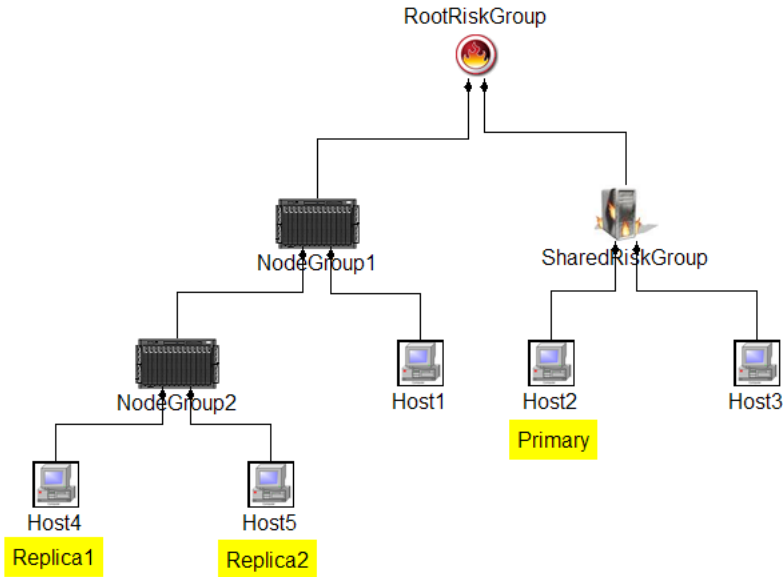 RootRiskGroup
NodeGroup1
SharedRiskGroup
NodeGroup2
Host1
Host2
Host3
Primary
Host4
Host5
Replica1
Replica2